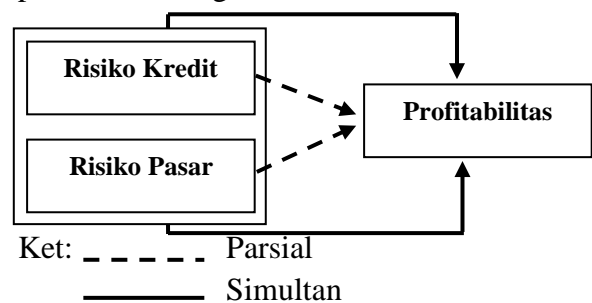 Risiko Kredit
Profitabilitas
Risiko Pasar
Ket: Parsial
Simultan